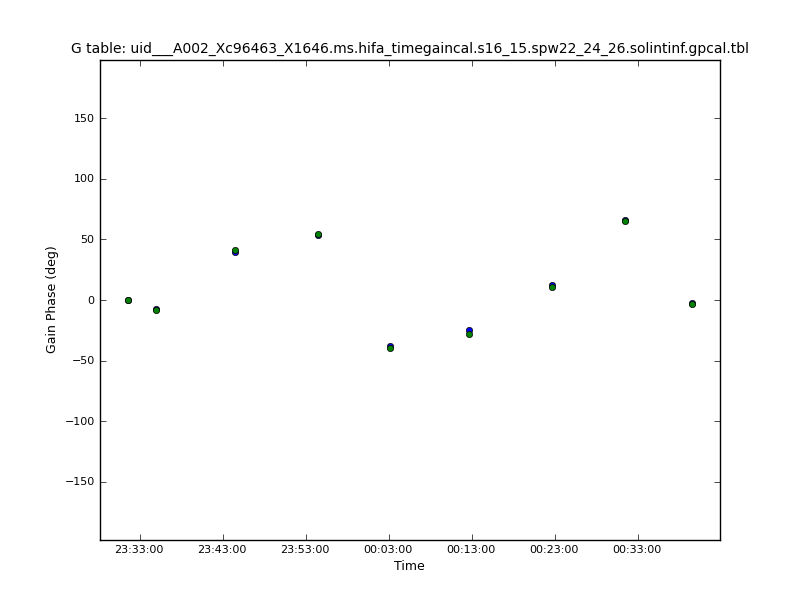 G table: uid___A002_Xc96463_X1646.ms.hifa_timegaincal.s16_15.spw22_24_26.solintinf.gpcal.tbl
150
100
50
0
−50
−100
−150
Gain Phase (deg)
23:33:00 23:43:00 23:53:00 00:03:00 00:13:00 00:23:00 00:33:00
Time